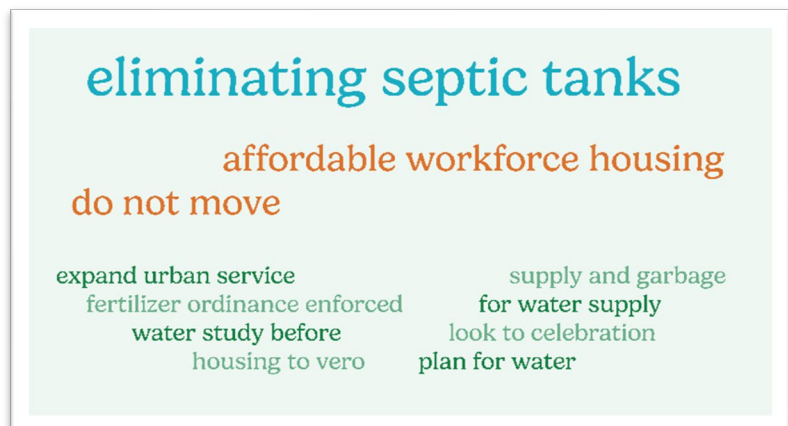 eliminating septic tanks
affordable workforce housing
do not move
expand urban service
supply and garbage
fertilizer ordinance enforced
for water supply
water study before
look to celebration
housing to vero
plan for water